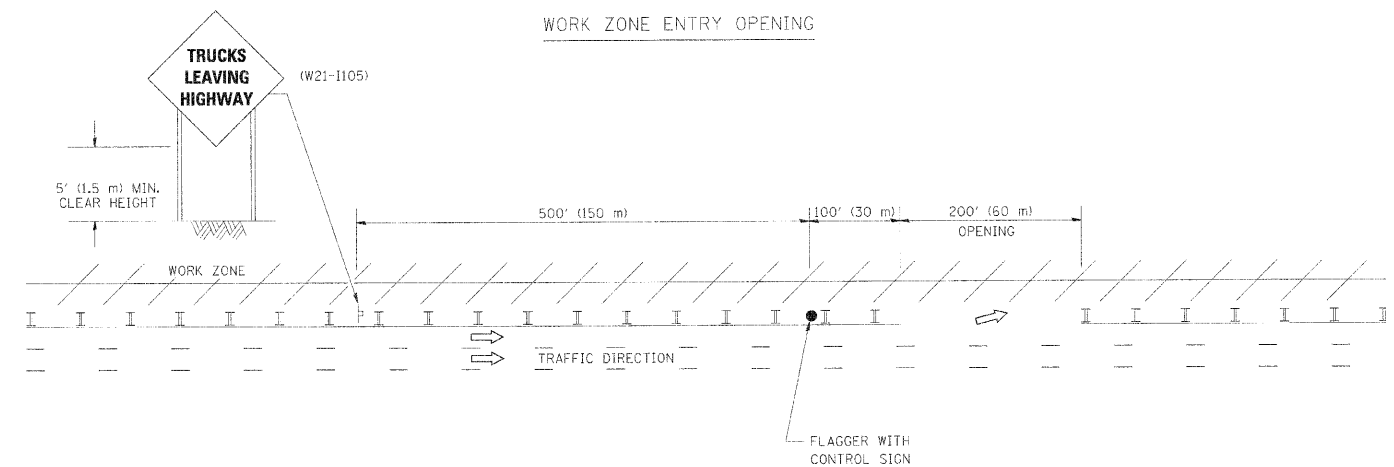 WORK ZONE ENTRY OPENING
TRUCKS
LEAVING
HIGHWAY
(W21-I105)
5' (1.5 m) MIN.
CLEAR HEIGHT
500' (150 m)
100' (30 m)
200' (60 m)
OPENING
WORK ZONE
TRAFFIC DIRECTION
FLAGGER WITH
CONTROL SIGN